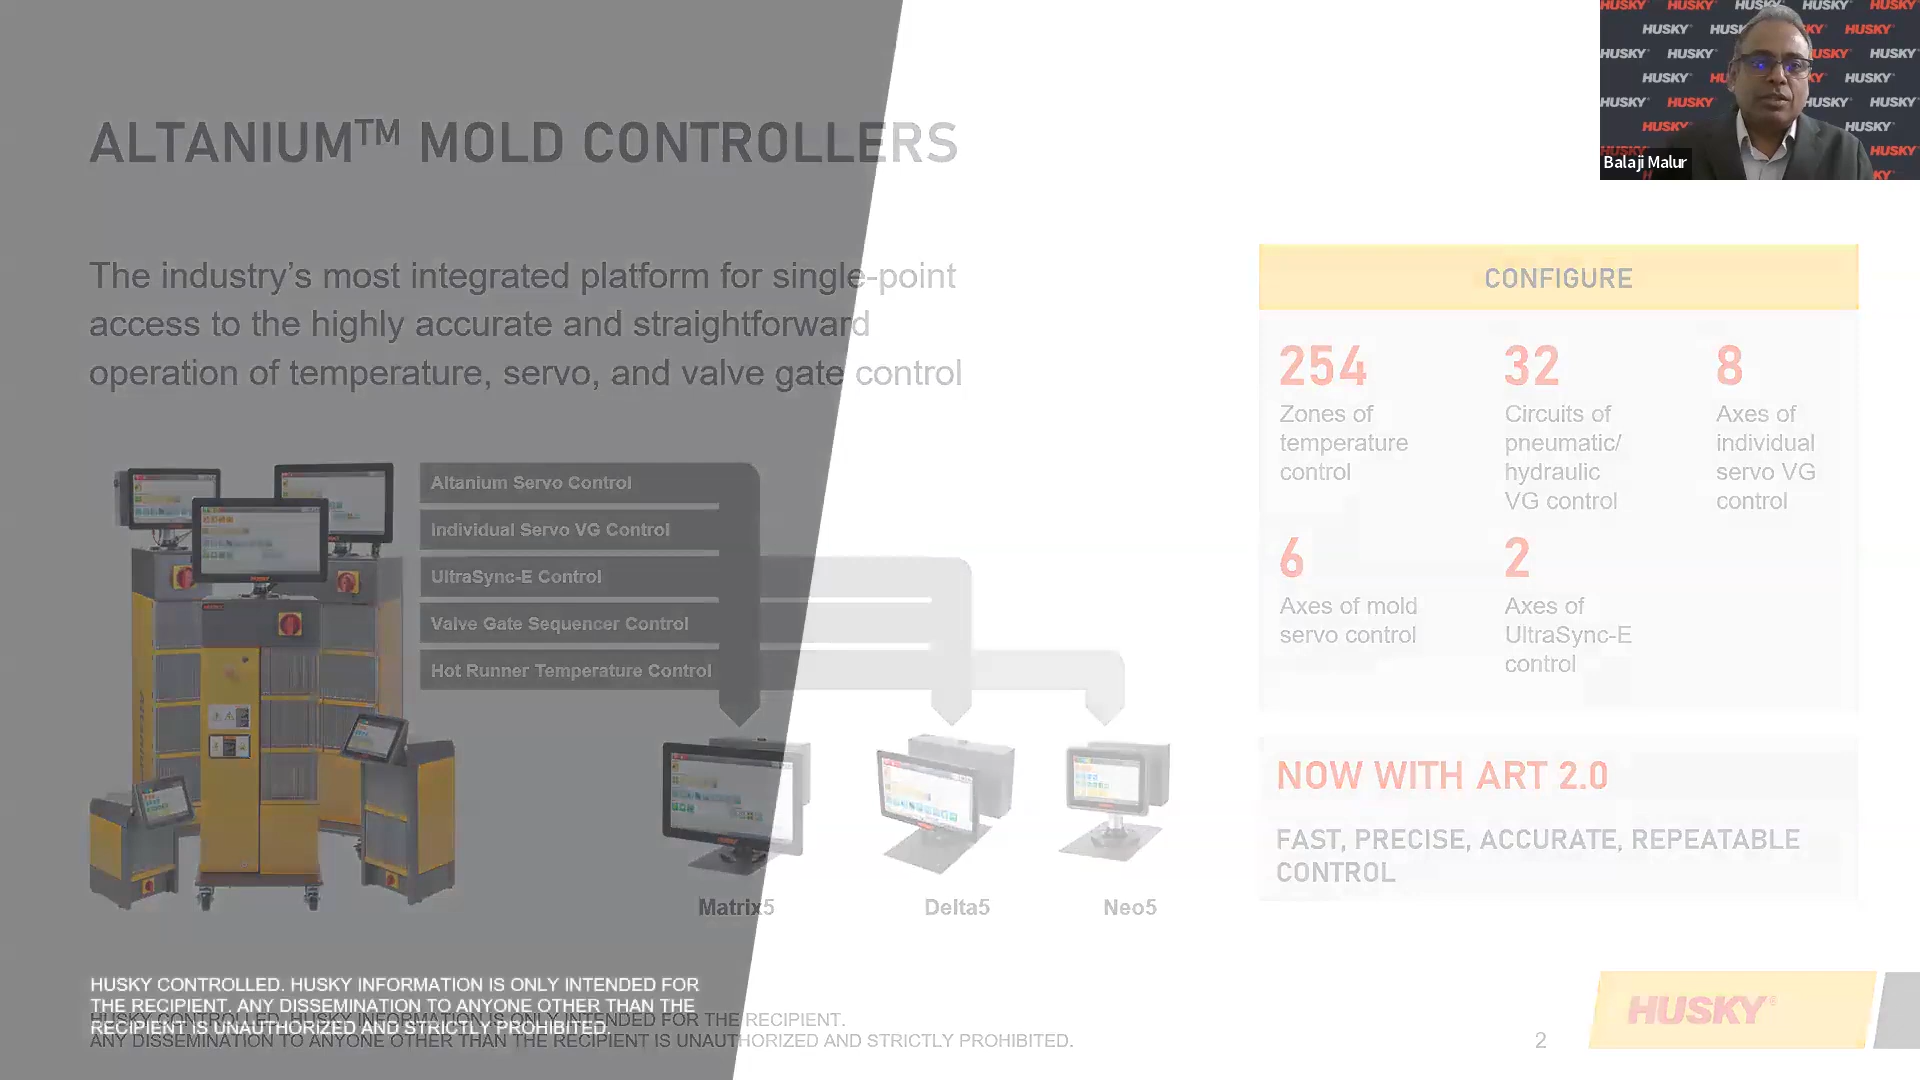 ALTANIUM™ MOLD CONTROLLERS
The industry’s most integrated platform for single-point
access to the highly accurate and straightforward
operation of temperature, servo, and valve gate control
Altanium Servo Control
Individual Servo VG Control
UltraSync-E Control
Valve Gate Sequencer Control
Hot Runner Temperature Control
Matrix5
Delta5
Neo5
CONFIGURE
254
Zones of
temperature
control
32
Circuits of
pneumatic/
hydraulic
VG control
8
Axes of
individual
servo VG
control
6
Axes of mold
servo control
2
Axes of
UltraSync-E
control
NOW WITH ART 2.0
FAST, PRECISE, ACCURATE, REPEATABLE
CONTROL
HUSKY CONTROLLED. HUSKY INFORMATION IS ONLY INTENDED FOR
THE RECIPIENT. ANY DISSEMINATION TO ANYONE OTHER THAN THE
RECIPIENT IS UNAUTHORIZED AND STRICTLY PROHIBITED.
HUSKY CONTROLLED. HUSKY INFORMATION IS ONLY INTENDED FOR THE RECIPIENT.
ANY DISSEMINATION TO ANYONE OTHER THAN THE RECIPIENT IS UNAUTHORIZED AND STRICTLY PROHIBITED.
2
HUSKY®
Balaji Malur
HUSKY HUSKY HUSKY HUSKY HUSKY